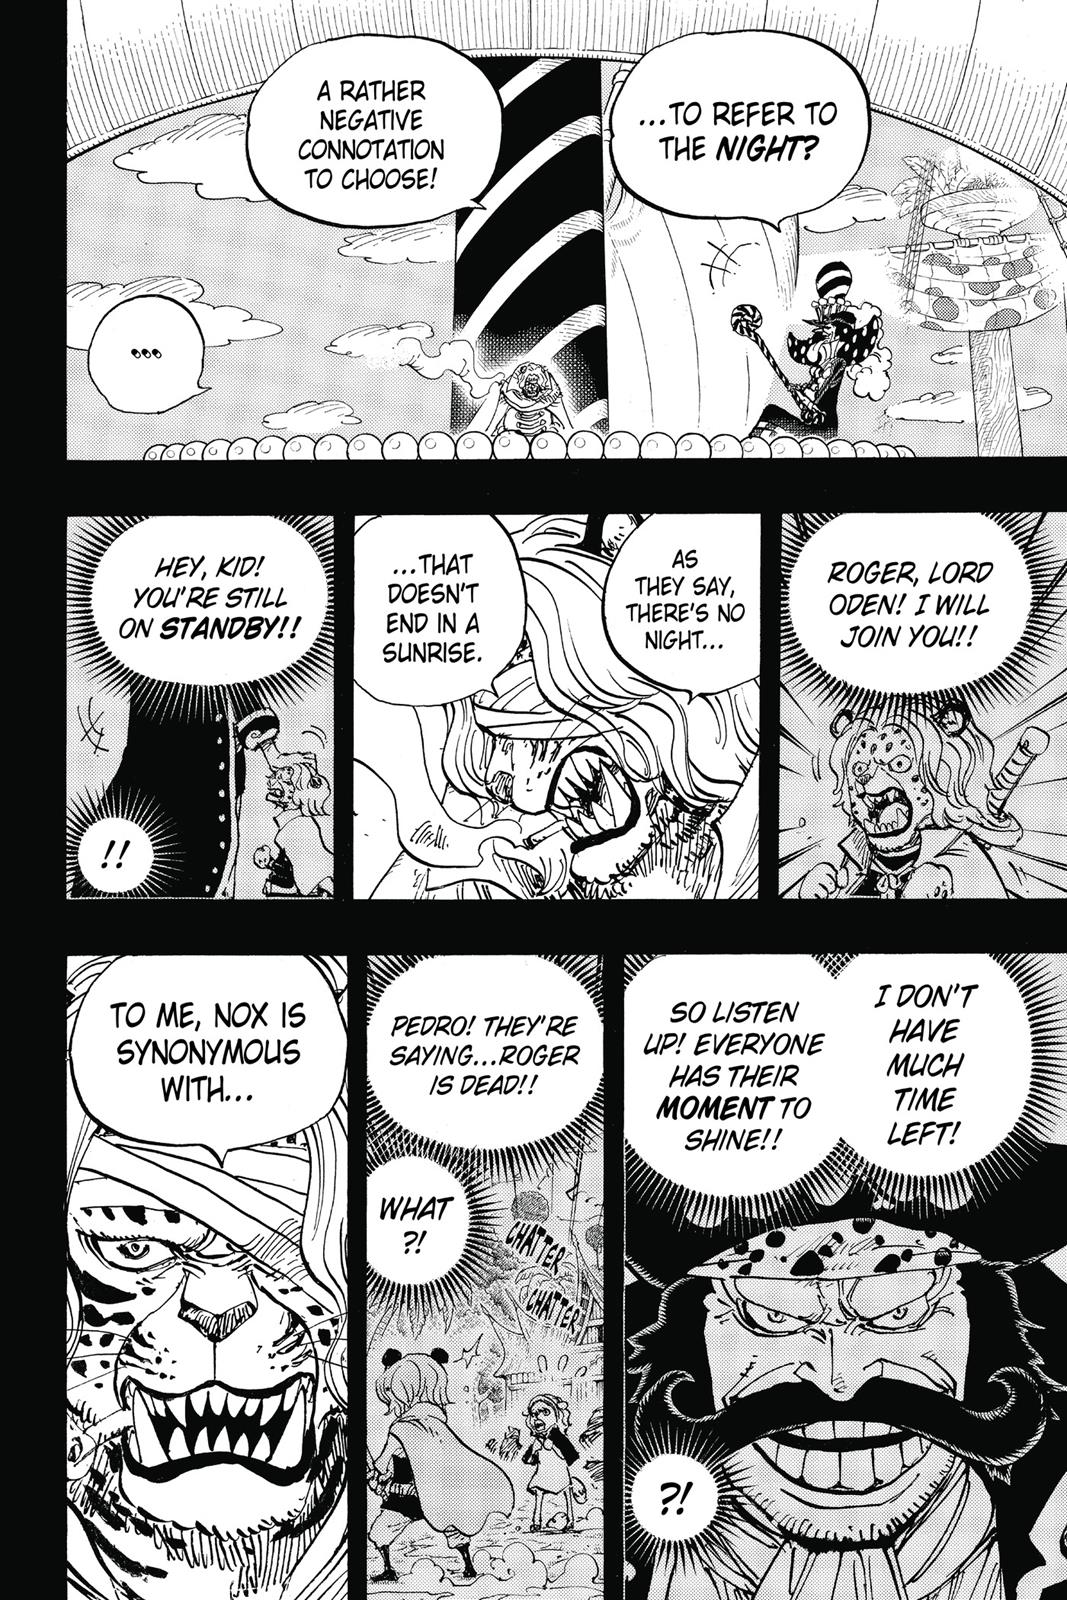 ...TO REFER TO
THE NIGHT?
A RATHER
NEGATIVE
CONNOTATION
TO CHOOSE!
...
ROGER, LORD
ODEN! I WILL
JOIN YOU!!
AS
THEY SAY,
THERE'S NO
NIGHT...
...THAT
DOESN'T
END IN A
SUNRISE.
HEY, KID!
YOU'RE STILL
ON STANDBY!!
!!
I DON'T
HAVE
MUCH
TIME
LEFT!
SO LISTEN
UP! EVERYONE
HAS THEIR
MOMENT TO
SHINE!!
?!
PEDRO! THEY'RE
SAYING...ROGER
IS DEAD!!
WHAT
?!
CHATTER
CHATTER
TO ME, NOX IS
SYNONYMOUS
WITH...